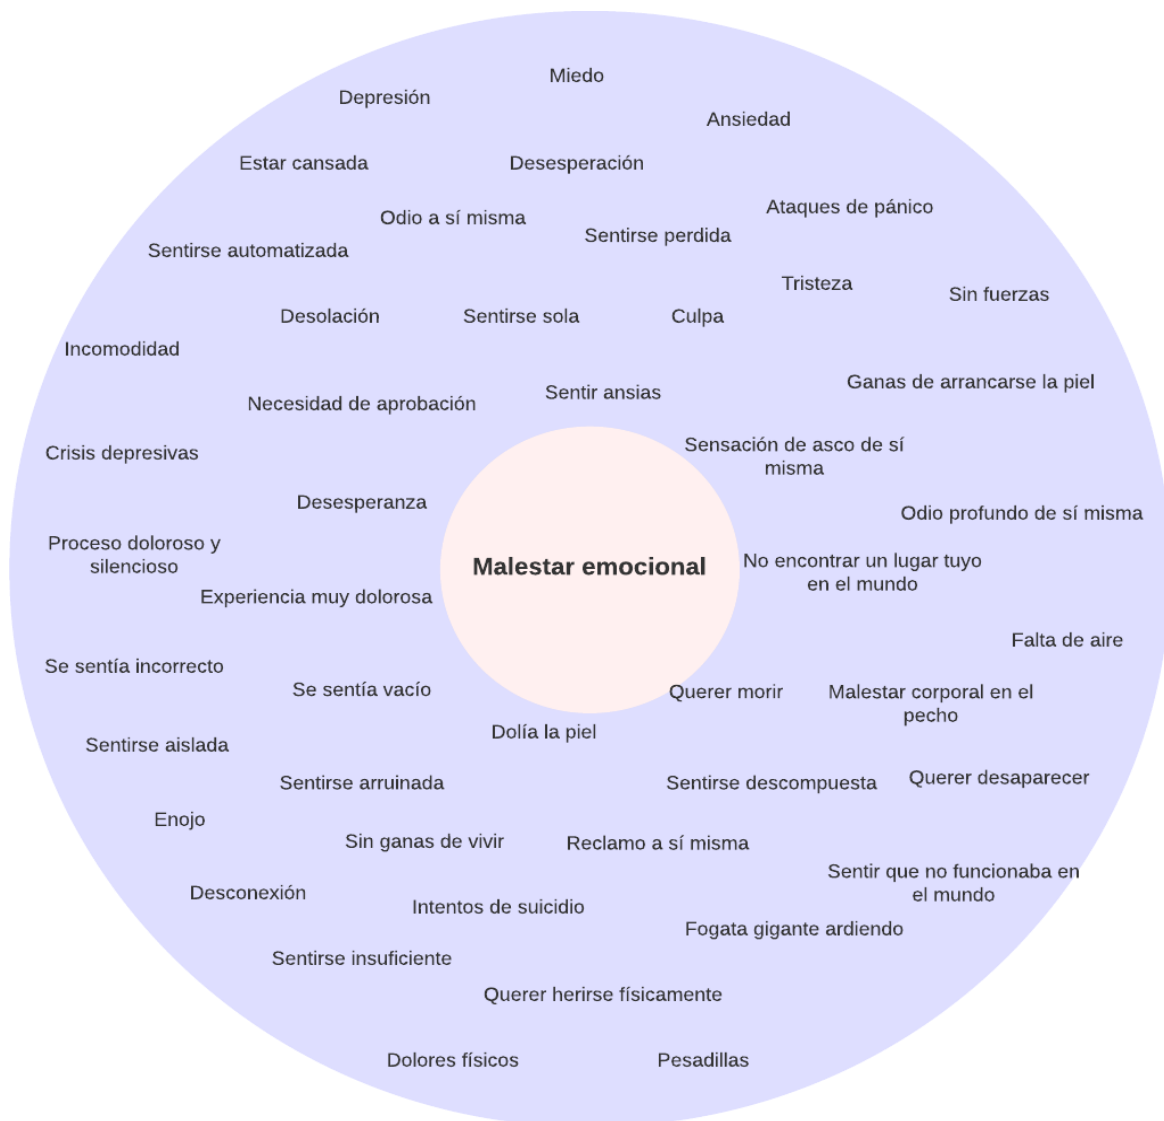 Miedo
Depresión
Ansiedad
Estar cansada
Desesperación
Ataques de pánico
Odio a sí misma
Sentirse perdida
Sentirse automatizada
Tristeza
Sin fuerzas
Desolación
Sentirse sola
Culpa
Incomodidad
Ganas de arrancarse la piel
Sentir ansias
Necesidad de aprobación
Crisis depresivas
Sensación de asco de sí
misma
Desesperanza
Odio profundo de sí misma
Proceso doloroso y
silencioso
Malestar emocional
No encontrar un lugar tuyo
en el mundo
Experiencia muy dolorosa
Falta de aire
Se sentía incorrecto
Se sentía vacío
Querer morir
Malestar corporal en el
pecho
Dolía la piel
Sentirse aislada
Sentirse arruinada
Sentirse descompuesta
Querer desaparecer
Enojo
Sin ganas de vivir
Reclamo a sí misma
Sentir que no funcionaba en
el mundo
Desconexión
Intentos de suicidio
Fogata gigante ardiendo
Sentirse insuficiente
Querer herirse físicamente
Dolores físicos
Pesadillas